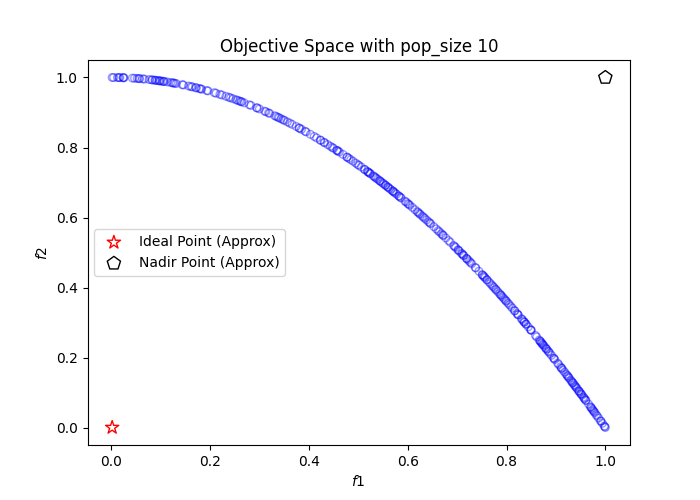 Objective Space with pop_size 10
1.0
0.8
0.6
0.4
0.2
0.0
f2
Ideal Point (Approx)
Nadir Point (Approx)
0.0 0.2 0.4 0.6 0.8 1.0
f1